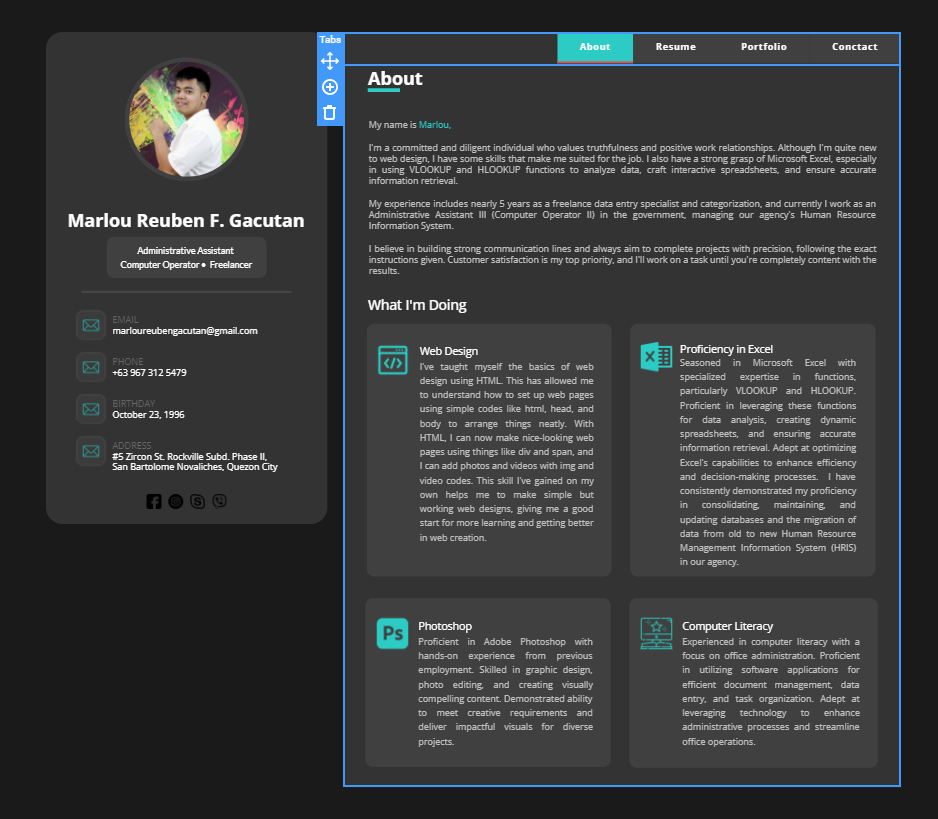 Tabs
About
Resume
Portfolio
Conctact
Marlou Reuben F. Gacutan
Administrative Assistant
Computer Operator • Freelancer
EMAIL
marloureubengacutan@gmail.com
PHONE
+63 967 312 5479
BIRTHDAY
October 23, 1996
ADDRESS
#5 Zircon St. Rockville Subd. Phase II,
San Bartolome Novaliches, Quezon City
About
My name is Marlou,
I'm a committed and diligent individual who values truthfulness and positive work relationships. Although I'm quite new
to web design, I have some skills that make me suited for the job. I also have a strong grasp of Microsoft Excel, especially
in using VLOOKUP and HLOOKUP functions to analyze data, craft interactive spreadsheets, and ensure accurate
information retrieval.
My experience includes nearly 5 years as a freelance data entry specialist and categorization, and currently I work as an
Administrative Assistant III (Computer Operator II) in the government, managing our agency's Human Resource
Information System.
I believe in building strong communication lines and always aim to complete projects with precision, following the exact
instructions given. Customer satisfaction is my top priority, and I'll work on a task until you're completely content with the
results.
What I'm Doing
Web Design
I've taught myself the basics of web
design using HTML. This has allowed me
to understand how to set up web pages
using simple codes like html, head, and
body to arrange things neatly. With
HTML, I can now make nice-looking web
pages using things like div and span, and
I can add photos and videos with img and
video codes. This skill I've gained on my
own helps me to make simple but
working web designs, giving me a good
start for more learning and getting better
in web creation.
Proficiency in Excel
Seasoned in Microsoft Excel with
specialized expertise in functions,
particularly VLOOKUP and HLOOKUP.
Proficient in leveraging these functions
for data analysis, creating dynamic
spreadsheets, and ensuring accurate
information retrieval. Adept at optimizing
Excel's capabilities to enhance efficiency
and decision-making processes. I have
consistently demonstrated my proficiency
in consolidating, maintaining, and
updating databases and the migration of
data from old to new Human Resource
Management Information System (HRIS)
in our agency.
Ps
Photoshop
Proficient in Adobe Photoshop with
hands-on experience from previous
employment. Skilled in graphic design,
photo editing, and creating visually
compelling content. Demonstrated ability
to meet creative requirements and
deliver impactful visuals for diverse
projects.
Computer Literacy
Experienced in computer literacy with a
focus on office administration. Proficient
in utilizing software applications for
efficient document management, data
entry, and task organization. Adept at
leveraging technology to enhance
administrative processes and streamline
office operations.